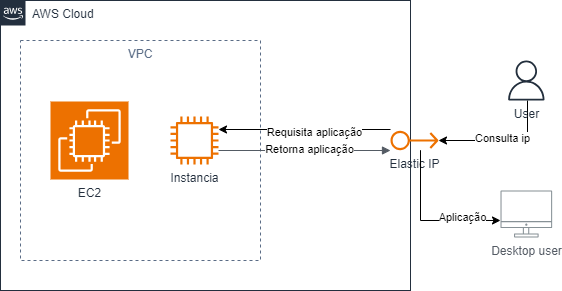 aws
AWS Cloud
VPC
User
Requisita aplicação
Consulta ip
Retorna aplicação
Elastic IP
Instancia
EC2
Aplicação
Desktop user